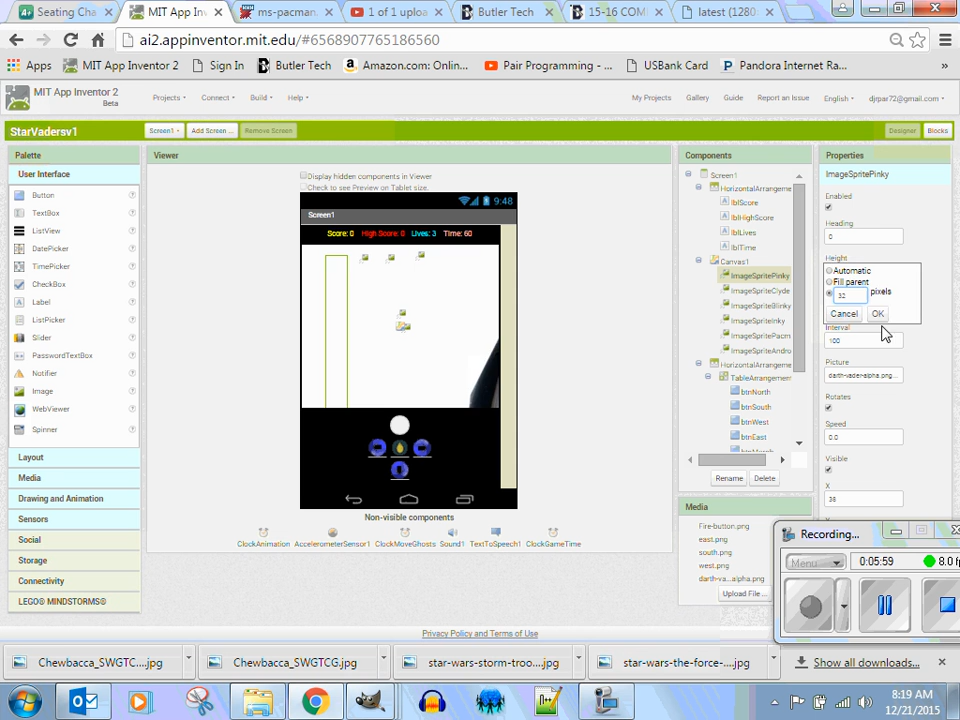 Seating Cha
MIT App Inv
ms-pacman.
1 of 1 uploa
Butler Tech
15-16 COM
latest (1280
ai2.appinventor.mit.edu/#6568907765186560
Apps MIT App Inventor 2 Sign In Butler Tech Amazon.com: Onlin... Pair Programming - ... USBank Card Pandora Internet Ra... »
MIT App Inventor 2
Beta
Projects Connect Build Help My Projects Gallery Guide Report an Issue English djrpar72@gmail.com
StarVadersv1 Screen1 Add Screen ... Remove Screen Designer Blocks
Palette
User Interface
Button ?
TextBox ?
ListView ?
DatePicker ?
TimePicker ?
CheckBox ?
Label ?
ListPicker ?
Slider ?
PasswordTextBox ?
Notifier ?
Image ?
WebViewer ?
Spinner ?
Layout
Media
Drawing and Animation
Sensors
Social
Storage
Connectivity
LEGO® MINDSTORMS®
Viewer
Display hidden components in Viewer
Check to see Preview on Tablet size.
9:48
Screen1
Score: 0 High Score: 0 Lives: 3 Time: 60
Non-visible components
ClockAnimation AccelerometerSensor1 ClockMoveGhosts Sound1 TextToSpeech1 ClockGameTime
Components
Screen1
HorizontalArrangeme
lblScore
lblHighScore
lblLives
lblTime
Canvas1
ImageSpritePinky
ImageSpriteClyde
ImageSpriteBlinky
ImageSpriteInky
ImageSpritePacm
ImageSpriteAndro
HorizontalArrangeme
TableArrangement
btnNorth
btnSouth
btnWest
btnEast
Rename Delete
Media
Fire-button.png
east.png
south.png
west.png
darth-va...alpha.png
Upload File ...
Properties
ImageSpritePinky
Enabled
Heading
0
Height
Automatic
Fill parent
32 pixels
Cancel OK
Interval
100
Picture
darth-vader-alpha.png...
Rotates
Speed
0.0
Visible
X
38
Recording...
Menu 0:05:59 8.0 fp
Privacy Policy and Terms of Use
Chewbacca_SWGTC....jpg Chewbacca_SWGTCG.jpg star-wars-storm-troo....jpg star-wars-the-force-....jpg Show all downloads...
8:19 AM
12/21/2015